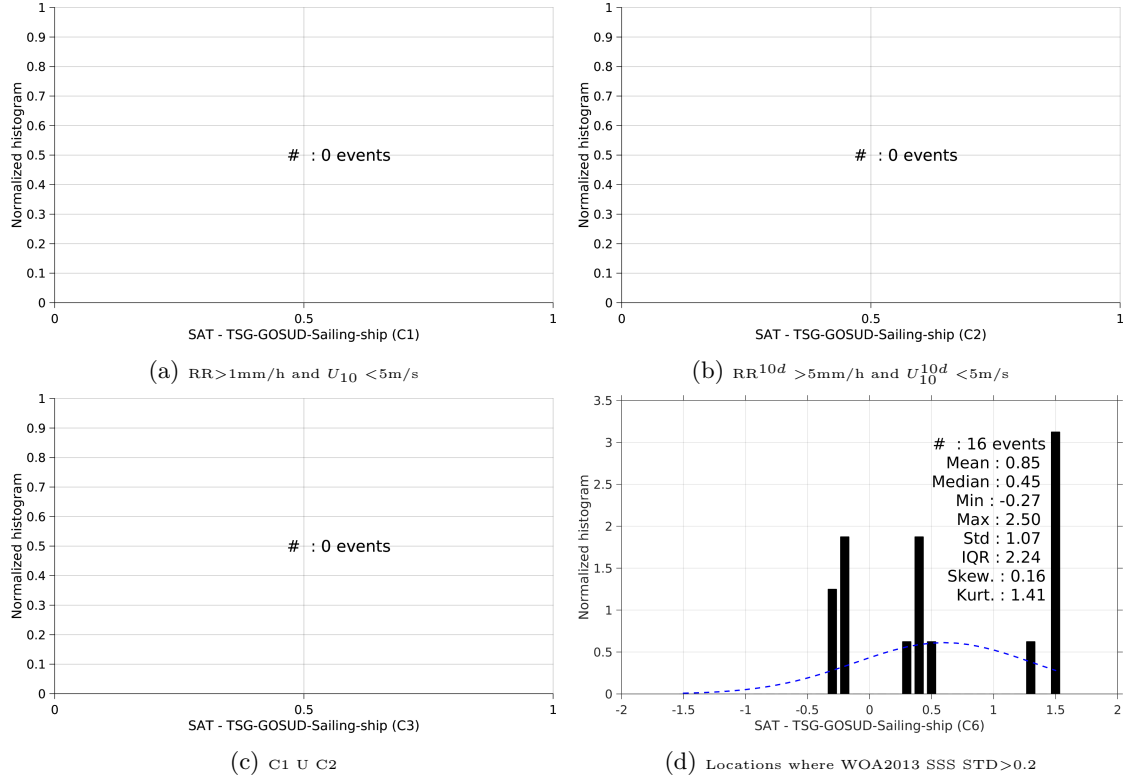 1
0.9
0.8
0.7
0.6
0.5
0.4
0.3
0.2
0.1
0
Normalized histogram
# : 0 events
0 0.5 1
SAT - TSG-GOSUD-Sailing-ship (C1)
(a) RR>1mm/h and U10 <5m/s
1
0.9
0.8
0.7
0.6
0.5
0.4
0.3
0.2
0.1
0
Normalized histogram
# : 0 events
0 0.5 1
SAT - TSG-GOSUD-Sailing-ship (C2)
(b) RR10d >5mm/h and U10d10 <5m/s
1
0.9
0.8
0.7
0.6
0.5
0.4
0.3
0.2
0.1
0
Normalized histogram
# : 0 events
0 0.5 1
SAT - TSG-GOSUD-Sailing-ship (C3)
(c) C1 U C2
3.5
3
2.5
2
1.5
1
0.5
0
Normalized histogram
# : 16 events
Mean : 0.85
Median : 0.45
Min : -0.27
Max : 2.50
Std : 1.07
IQR : 2.24
Skew. : 0.16
Kurt. : 1.41
-2 -1.5 -1 -0.5 0 0.5 1 1.5 2
SAT - TSG-GOSUD-Sailing-ship (C6)
(d) Locations where WOA2013 SSS STD>0.2